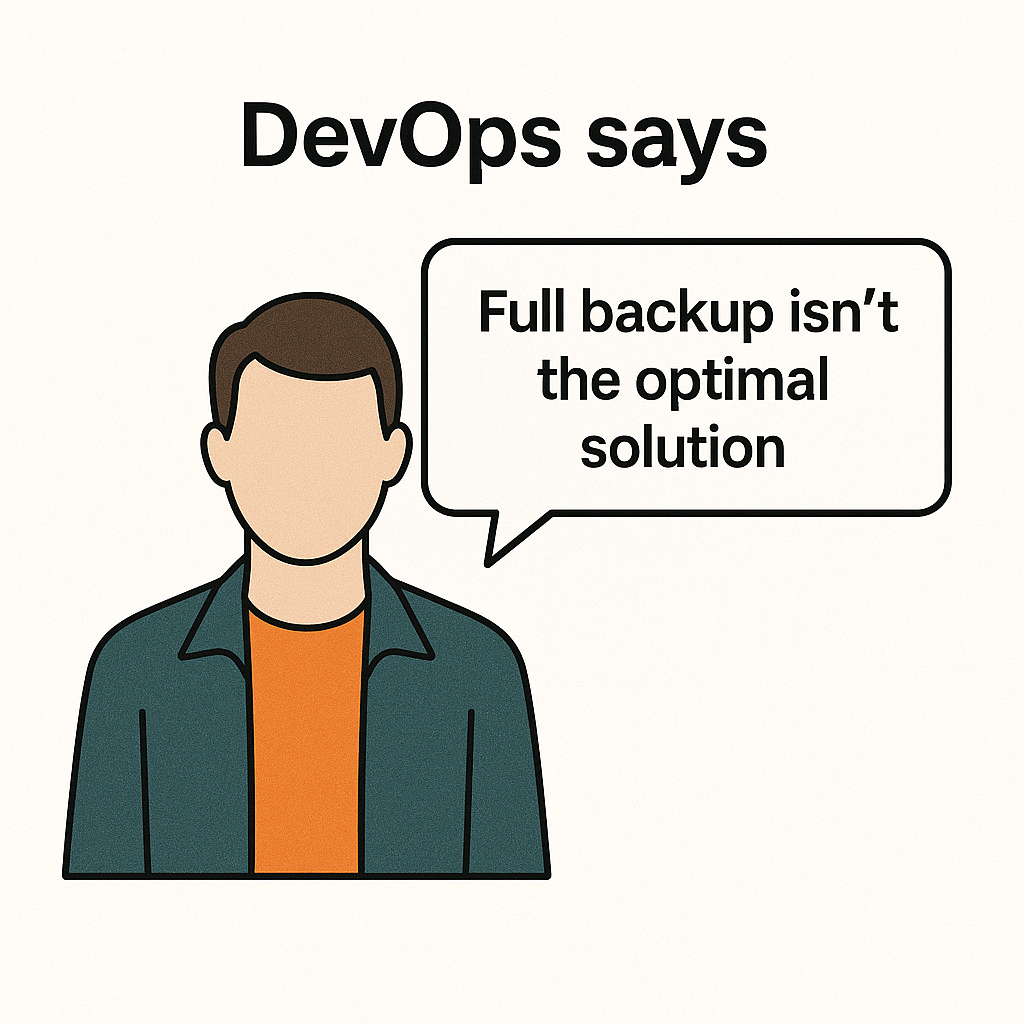 DevOps says
Full backup isn’t
the optimal
solution